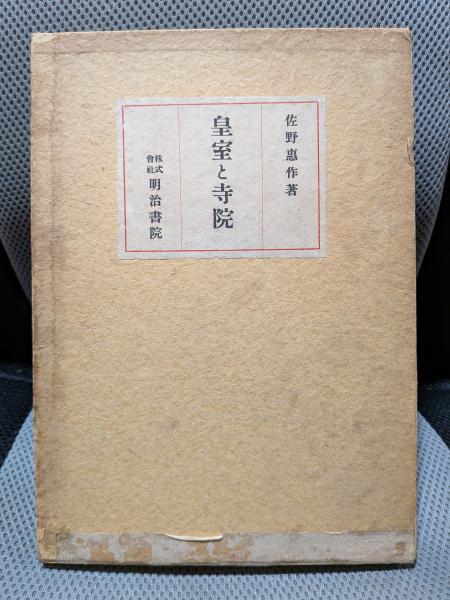 佐野惠作著
皇室と寺院
株式會社 明治書院